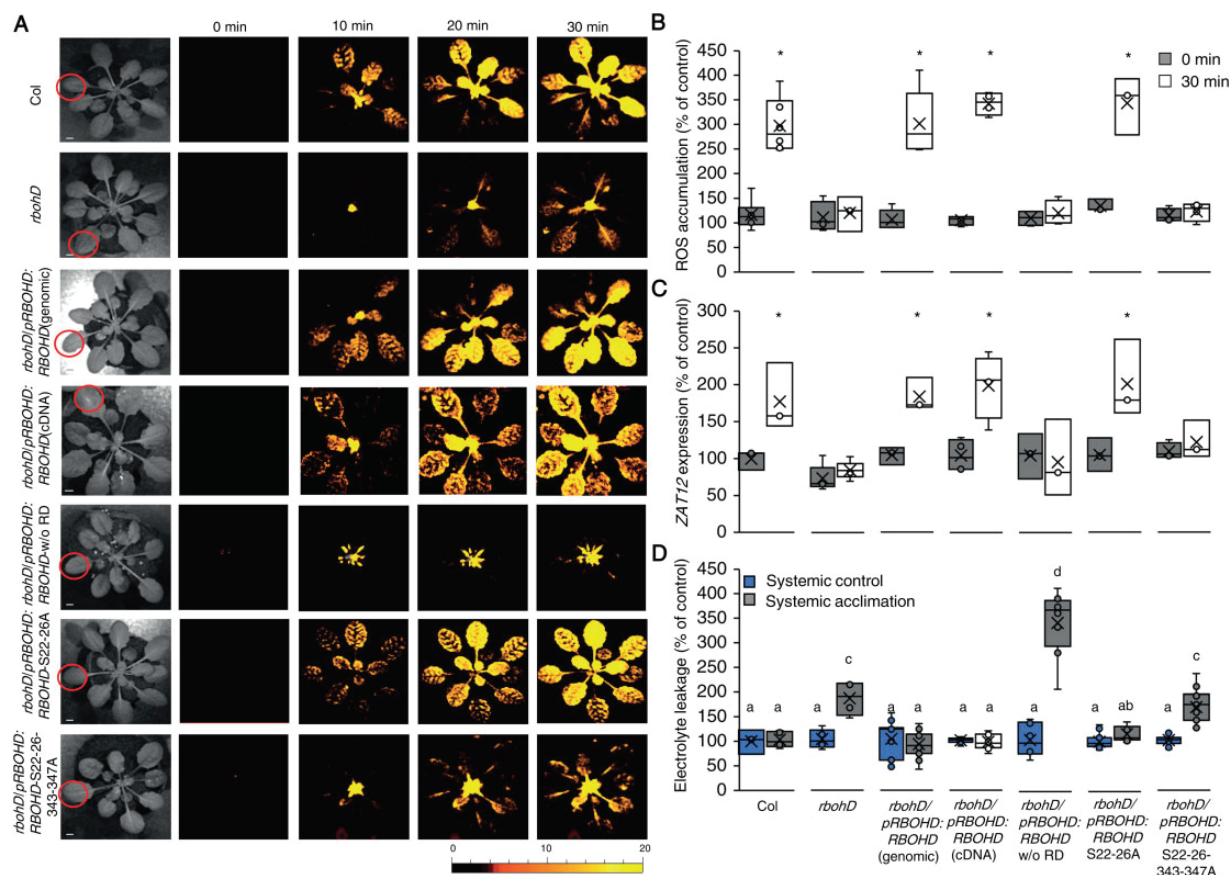 A
0 min
10 min
20 min
30 min
Col
rbohD
rbohD/pRBOHD:
RBOHD(genomic)
rbohD/pRBOHD:
RBOHD(cDNA)
rbohD/pRBOHD:
RBOHD-w/o RD
rbohD/pRBOHD:
RBOHD-S22-26A
rbohD/pRBOHD:
RBOHD-S22-26-
343-347A
0
10
20
B
ROS accumulation (% of control)
450
400
350
300
250
200
150
100
50
0
* * * *
0 min
30 min
C
ZAT12 expression (% of control)
300
250
200
150
100
50
0
* * * *
D
Electrolyte leakage (% of control)
450
400
350
300
250
200
150
100
50
0
Systemic control
Systemic acclimation
a a a c a a a a a d a ab a c
Col
rbohD
rbohD/
pRBOHD:
RBOHD
(genomic)
rbohD/
pRBOHD:
RBOHD
(cDNA)
rbohD/
pRBOHD:
RBOHD
w/o RD
rbohD/
pRBOHD:
RBOHD
S22-26A
rbohD/
pRBOHD:
RBOHD
S22-26-
343-347A